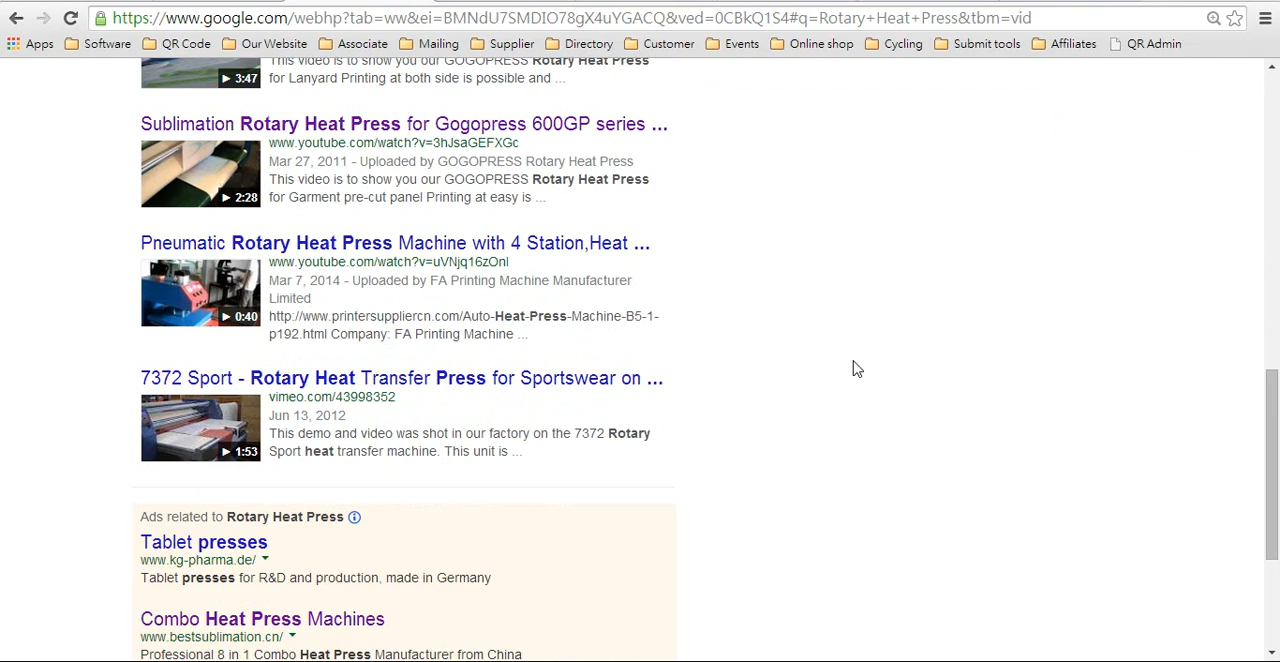 https://www.google.com/webhp?tab=ww&ei=BMNdU7SMDIO78gX4uYGACQ&ved=0CBkQ1S4#q=Rotary+Heat+Press&tbm=vid
Apps Software QR Code Our Website Associate Mailing Supplier Directory Customer Events Online shop Cycling Submit tools Affiliates QR Admin
This video is to show you our GOGOPRESS Rotary Heat Press
3:47 for Lanyard Printing at both side is possible and ...
Sublimation Rotary Heat Press for Gogopress 600GP series ...
www.youtube.com/watch?v=3hJsaGEFXGc
Mar 27, 2011 - Uploaded by GOGOPRESS Rotary Heat Press
This video is to show you our GOGOPRESS Rotary Heat Press
2:28 for Garment pre-cut panel Printing at easy is ...
Pneumatic Rotary Heat Press Machine with 4 Station,Heat ...
www.youtube.com/watch?v=uVNjq16zOnI
Mar 7, 2014 - Uploaded by FA Printing Machine Manufacturer
Limited
0:40 http://www.printersuppliercn.com/Auto-Heat-Press-Machine-B5-1-
p192.html Company: FA Printing Machine ...
7372 Sport - Rotary Heat Transfer Press for Sportswear on ...
vimeo.com/43998352
Jun 13, 2012
This demo and video was shot in our factory on the 7372 Rotary
1:53 Sport heat transfer machine. This unit is ...
Ads related to Rotary Heat Press
Tablet presses
www.kg-pharma.de/
Tablet presses for R&D and production, made in Germany
Combo Heat Press Machines
www.bestsublimation.cn/
Professional 8 in 1 Combo Heat Press Manufacturer from China